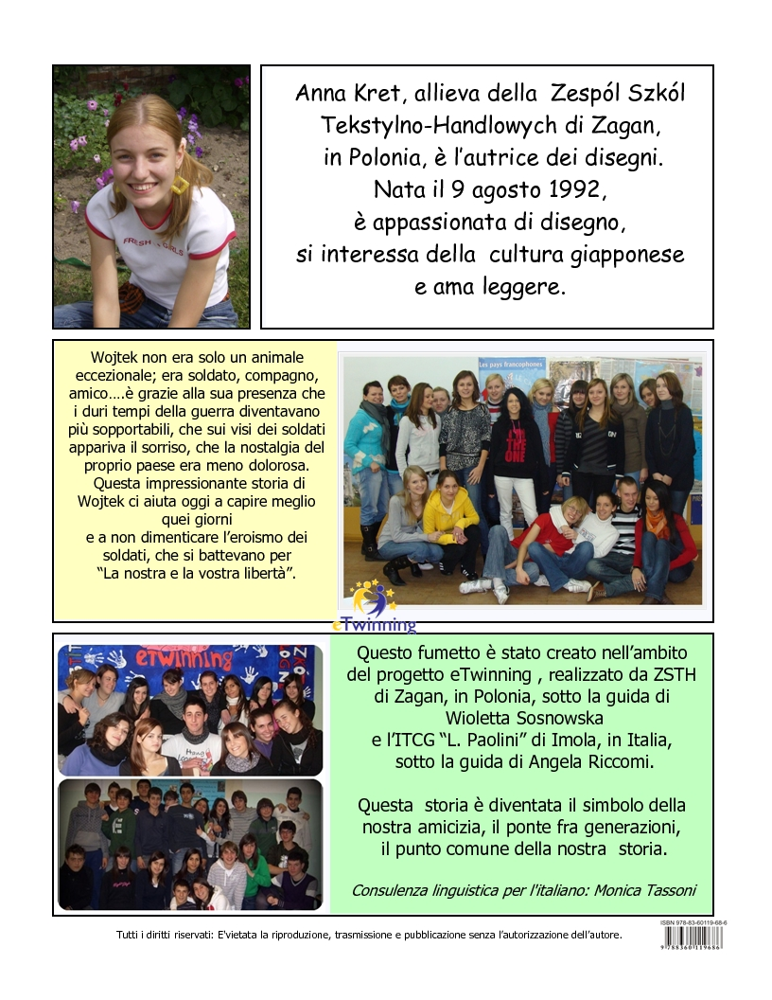 Anna Kret, allieva della Zespól Szkól
Tekstylno-Handlowych di Zagan,
in Polonia, è l'autrice dei disegni.
Nata il 9 agosto 1992,
è appassionata di disegno,
si interessa della cultura giapponese
e ama leggere.
FRESH GIRLS
Wojtek non era solo un animale
eccezionale; era soldato, compagno,
amico….è grazie alla sua presenza che
i duri tempi della guerra diventavano
più sopportabili, che sui visi dei soldati
appariva il sorriso, che la nostalgia del
proprio paese era meno dolorosa.
Questa impressionante storia di
Wojtek ci aiuta oggi a capire meglio
quei giorni
e a non dimenticare l'eroismo dei
soldati, che si battevano per
“La nostra e la vostra libertà”.
Les pays francophones
THE
ONE
eTwinning
eTwinning
Questo fumetto è stato creato nell'ambito
del progetto eTwinning , realizzato da ZSTH
di Zagan, in Polonia, sotto la guida di
Wioletta Sosnowska
e l'ITCG “L. Paolini” di Imola, in Italia,
sotto la guida di Angela Riccomi.
Questa storia è diventata il simbolo della
nostra amicizia, il ponte fra generazioni,
il punto comune della nostra storia.
Consulenza linguistica per l'italiano: Monica Tassoni
Tutti i diritti riservati: E'vietata la riproduzione, trasmissione e pubblicazione senza l'autorizzazione dell'autore.
ISBN 978-83-60119-68-6
9 788360 119686